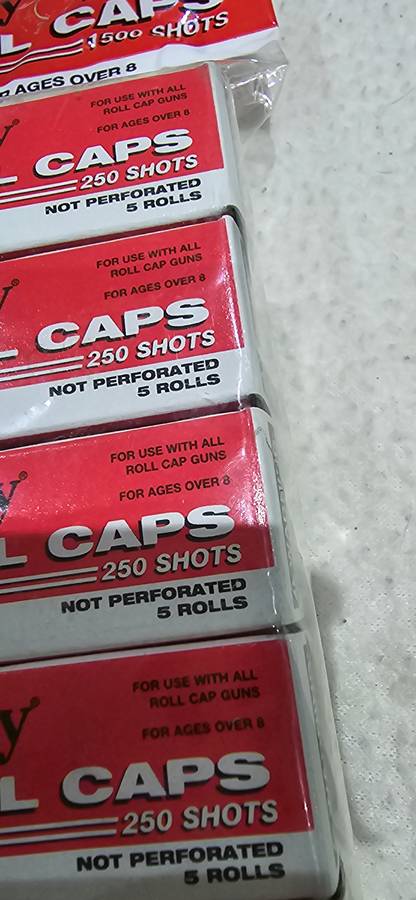 L CAPS
1500 SHOTS
AGES OVER 8
FOR USE WITH ALL
ROLL CAP GUNS
FOR AGES OVER 8
y®
L CAPS
250 SHOTS
NOT PERFORATED
5 ROLLS
FOR USE WITH ALL
ROLL CAP GUNS
FOR AGES OVER 8
y®
L CAPS
250 SHOTS
NOT PERFORATED
5 ROLLS
FOR USE WITH ALL
ROLL CAP GUNS
FOR AGES OVER 8
y®
L CAPS
250 SHOTS
NOT PERFORATED
5 ROLLS
FOR USE WITH ALL
ROLL CAP GUNS
FOR AGES OVER 8
y®
L CAPS
250 SHOTS
NOT PERFORATED
5 ROLLS